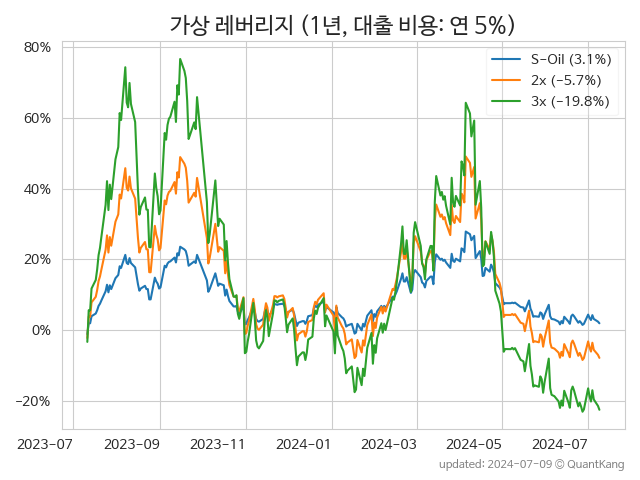 가상 레버리지 (1년, 대출 비용: 연 5%)
80%
60%
40%
20%
0%
−20%
S-Oil (3.1%)
2x (−5.7%)
3x (−19.8%)
2023-07
2023-09
2023-11
2024-01
2024-03
2024-05
2024-07
updated: 2024-07-09 © QuantKang